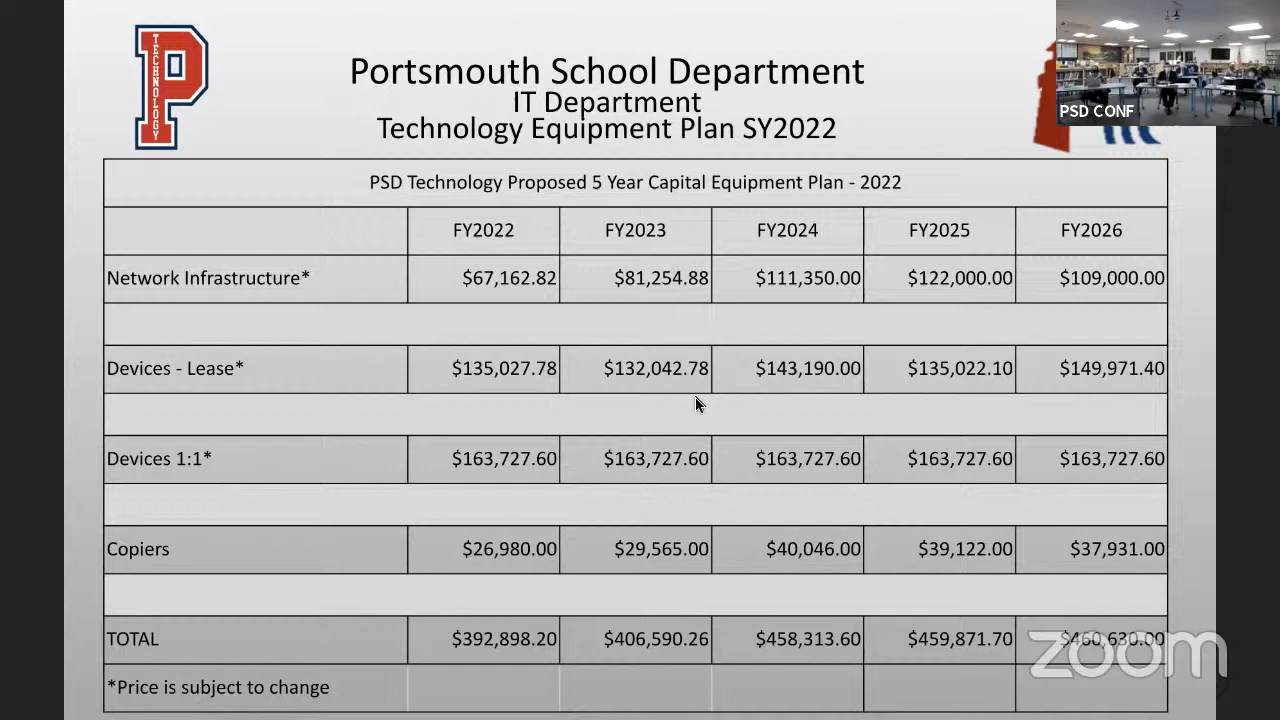 TECHNOLOGY
Portsmouth School Department
IT Department
Technology Equipment Plan SY2022
PSD CONF
PSD Technology Proposed 5 Year Capital Equipment Plan - 2022
FY2022 FY2023 FY2024 FY2025 FY2026
Network Infrastructure* $67,162.82 $81,254.88 $111,350.00 $122,000.00 $109,000.00
Devices - Lease* $135,027.78 $132,042.78 $143,190.00 $135,022.10 $149,971.40
Devices 1:1* $163,727.60 $163,727.60 $163,727.60 $163,727.60 $163,727.60
Copiers $26,980.00 $29,565.00 $40,046.00 $39,122.00 $37,931.00
TOTAL $392,898.20 $406,590.26 $458,313.60 $459,871.70 $460,630.00
zoom
*Price is subject to change